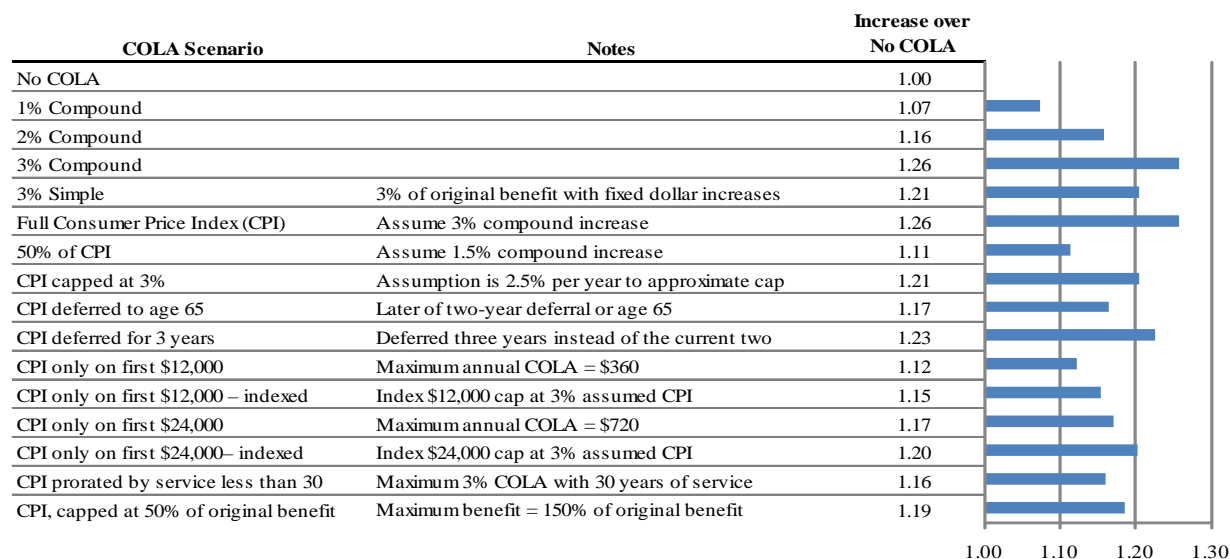 Increase over
COLA Scenario Notes No COLA
No COLA 1.00
1% Compound 1.07
2% Compound 1.16
3% Compound 1.26
3% Simple 3% of original benefit with fixed dollar increases 1.21
Full Consumer Price Index (CPI) Assume 3% compound increase 1.26
50% of CPI Assume 1.5% compound increase 1.11
CPI capped at 3% Assumption is 2.5% per year to approximate cap 1.21
CPI deferred to age 65 Later of two-year deferral or age 65 1.17
CPI deferred for 3 years Deferred three years instead of the current two 1.23
CPI only on first $12,000 Maximum annual COLA = $360 1.12
CPI only on first $12,000 – indexed Index $12,000 cap at 3% assumed CPI 1.15
CPI only on first $24,000 Maximum annual COLA = $720 1.17
CPI only on first $24,000– indexed Index $24,000 cap at 3% assumed CPI 1.20
CPI prorated by service less than 30 Maximum 3% COLA with 30 years of service 1.16
CPI, capped at 50% of original benefit Maximum benefit = 150% of original benefit 1.19
1.00 1.10 1.20 1.30